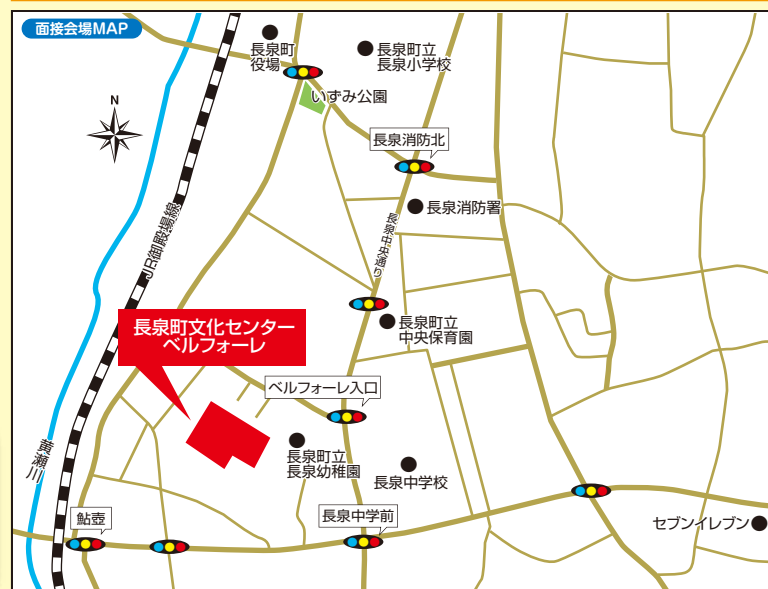 面接会場MAP
長泉町
役場
長泉町立
長泉小学校
いずみ公園
N
長泉消防北
長泉消防署
JR御殿場線
長泉中央通り
長泉町文化センター
ベルフォーレ
長泉町立
中央保育園
ベルフォーレ入口
黄瀬川
長泉町立
長泉幼稚園
長泉中学校
鮎壺
長泉中学前
セブンイレブン